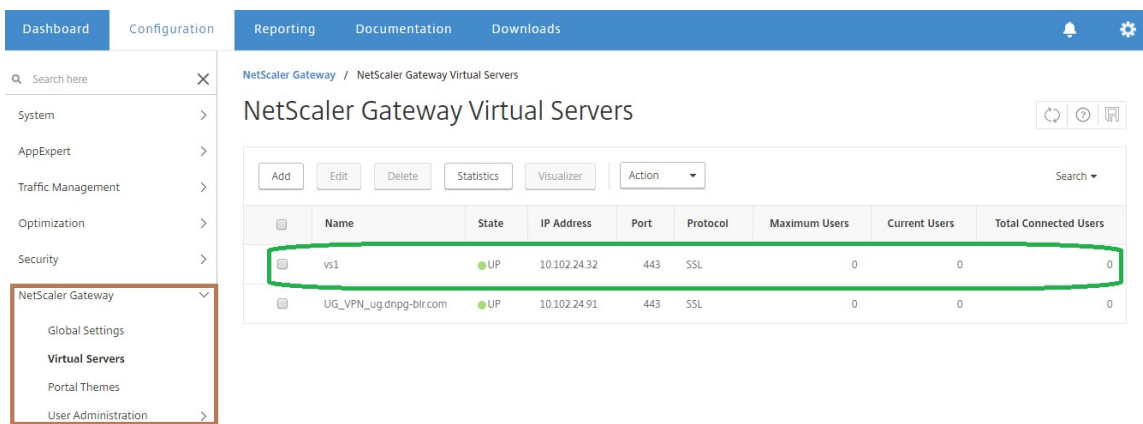 Dashboard Configuration Reporting Documentation Downloads
Search here
System
AppExpert
Traffic Management
Optimization
Security
NetScaler Gateway
Global Settings
Virtual Servers
Portal Themes
User Administration
NetScaler Gateway / NetScaler Gateway Virtual Servers
NetScaler Gateway Virtual Servers
Add Edit Delete Statistics Visualizer Action Search
Name State IP Address Port Protocol Maximum Users Current Users Total Connected Users
vs1 UP 10.102.24.32 443 SSL 0 0 0
UG_VPN_ug.dnpg-blr.com UP 10.102.24.91 443 SSL 0 0 0